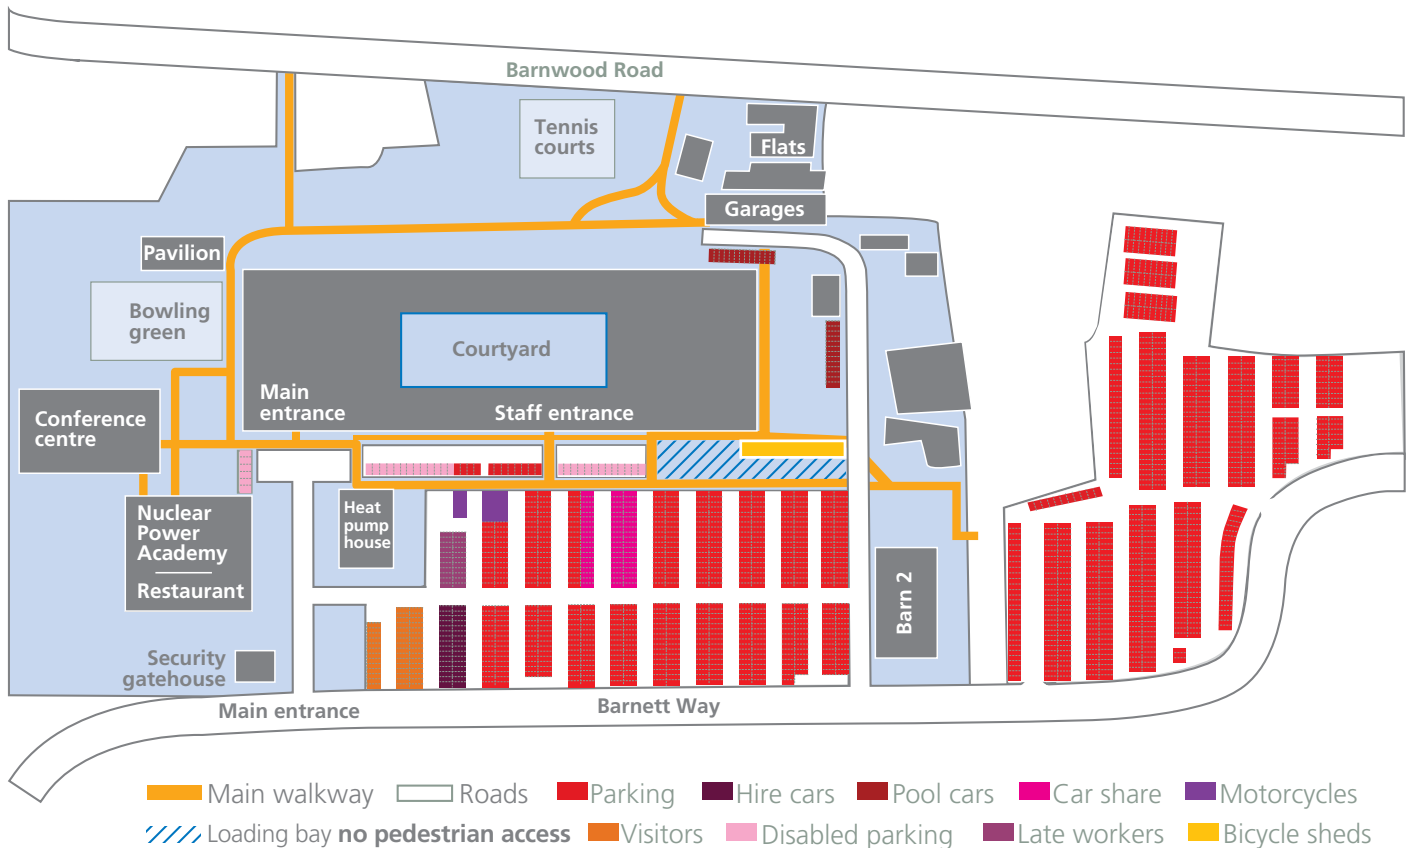 Barnwood Road
Tennis
courts
Flats
Garages
Pavilion
Bowling
green
Courtyard
Main
entrance
Staff entrance
Conference
centre
Nuclear
Power
Academy
Restaurant
Heat
pump
house
Barn 2
Security
gatehouse
Main entrance
Barnett Way
Main walkway
Roads
Parking
Hire cars
Pool cars
Car share
Motorcycles
Loading bay no pedestrian access
Visitors
Disabled parking
Late workers
Bicycle sheds